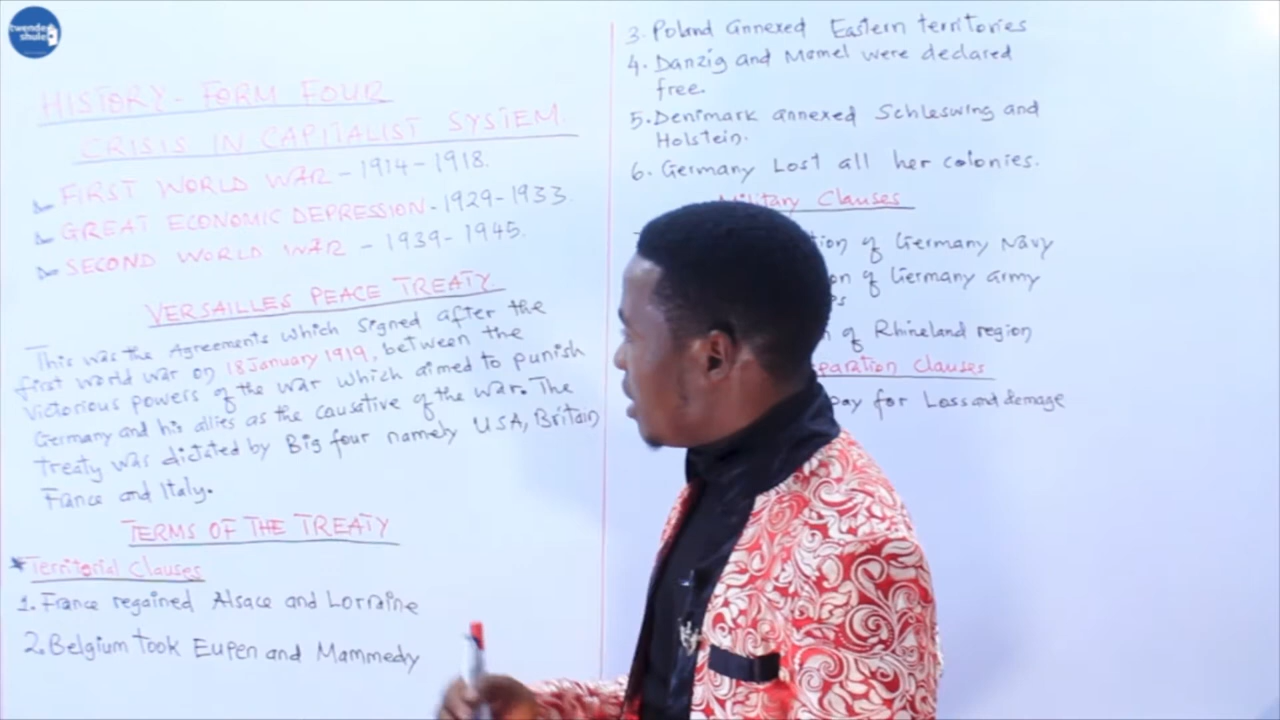 twende
shule
HISTORY - FORM FOUR
CRISIS IN CAPITALIST SYSTEM.
FIRST WORLD WAR - 1914 - 1918.
GREAT ECONOMIC DEPRESSION - 1929 - 1933.
SECOND WORLD WAR - 1939 - 1945.
VERSAILLES PEACE TREATY.
This was the Agreements which signed after the
first world war on 18 January 1919, between the
Victorious powers of the war which aimed to punish
Germany and his allies as the causative of the war. The
treaty was dictated by Big four namely USA, Britain
France and Italy.
TERMS OF THE TREATY
Territorial Clauses
1. France regained Alsace and Lorraine
2. Belgium took Eupen and Mammedy
3. Poland annexed Eastern territories
4. Danzig and Memel were declared
free.
5. Denimark annexed Schleswing and
Holstein.
6. Germany Lost all her colonies.
Military Clauses
of Germany Navy
of Germany army
of Rhineland region
Clauses
pay for Loss and demage